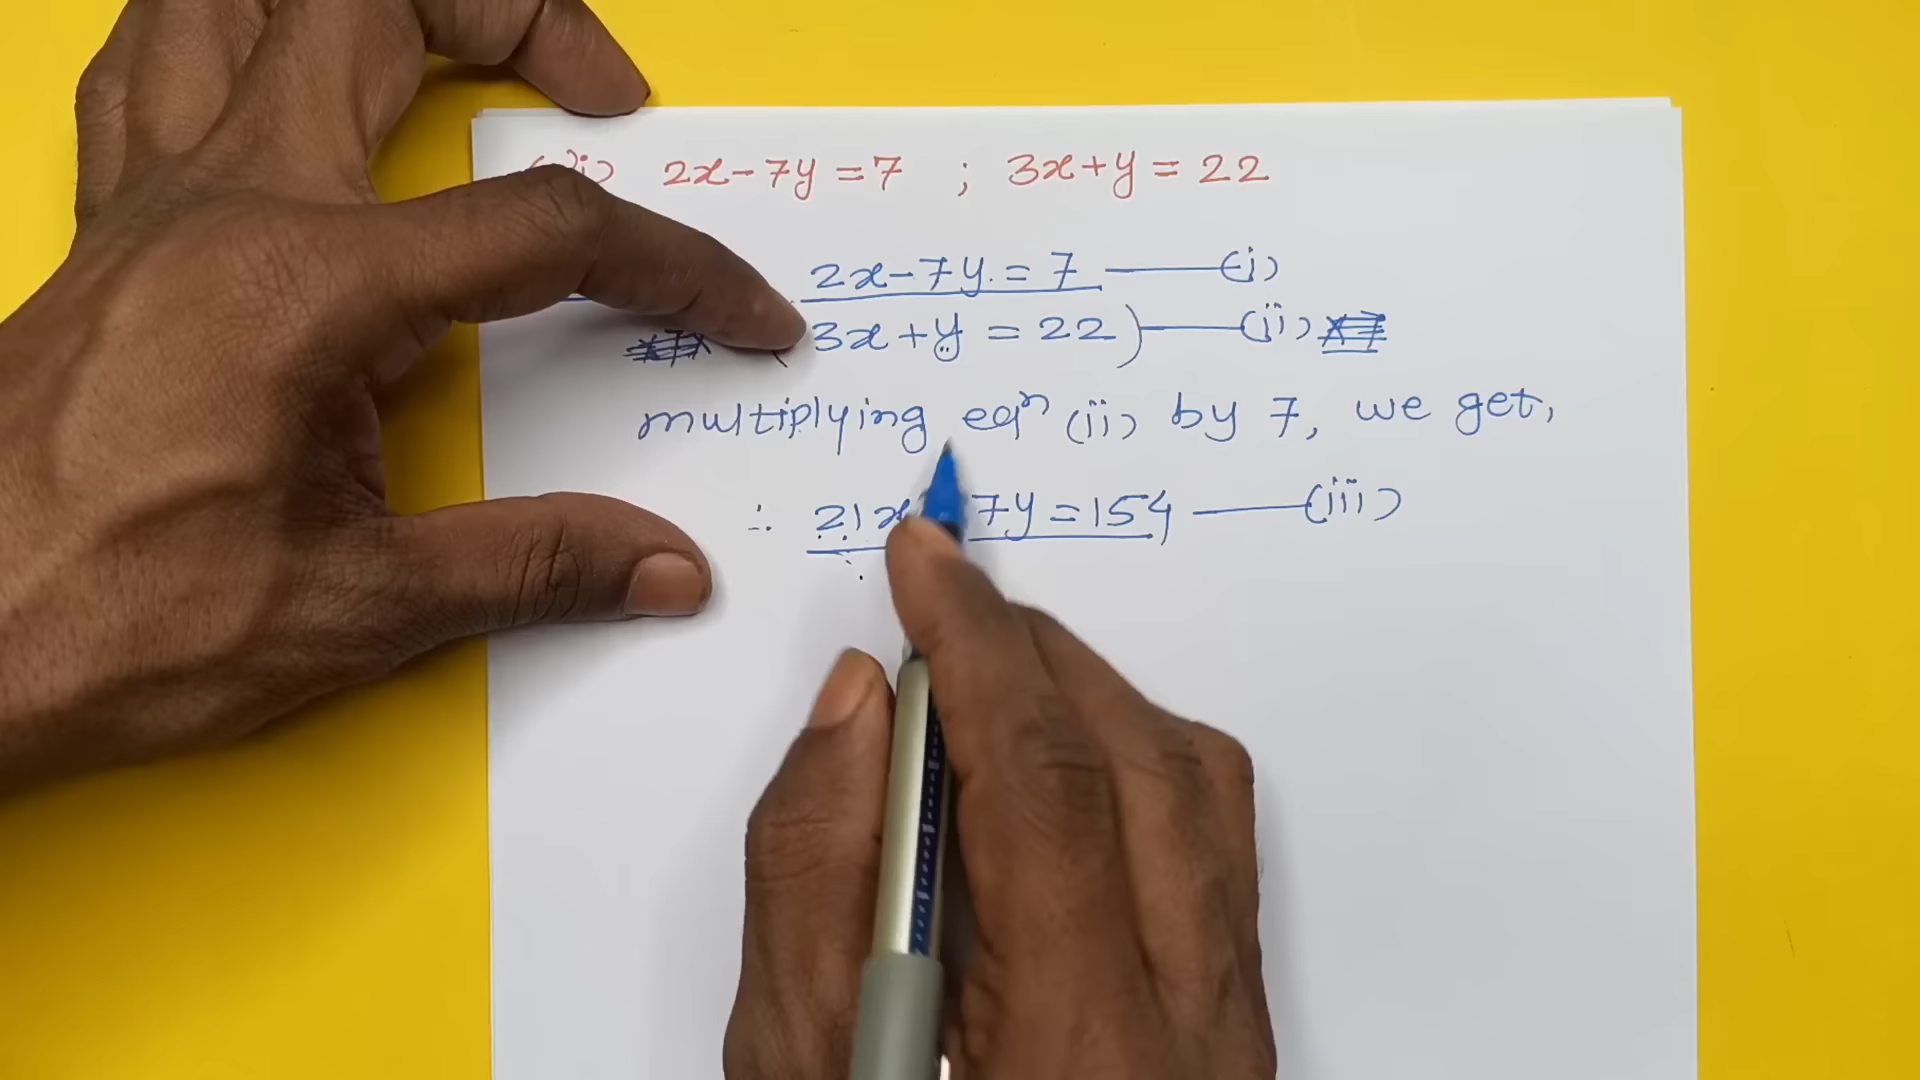 i) 2x-7y=7 ; 3x+y=22
2x-7y=7 ——(i)
(3x+y=22)——(ii)
multiplying eqⁿ (ii) by 7, we get,
∴ 21x 7y=154 ——(iii)